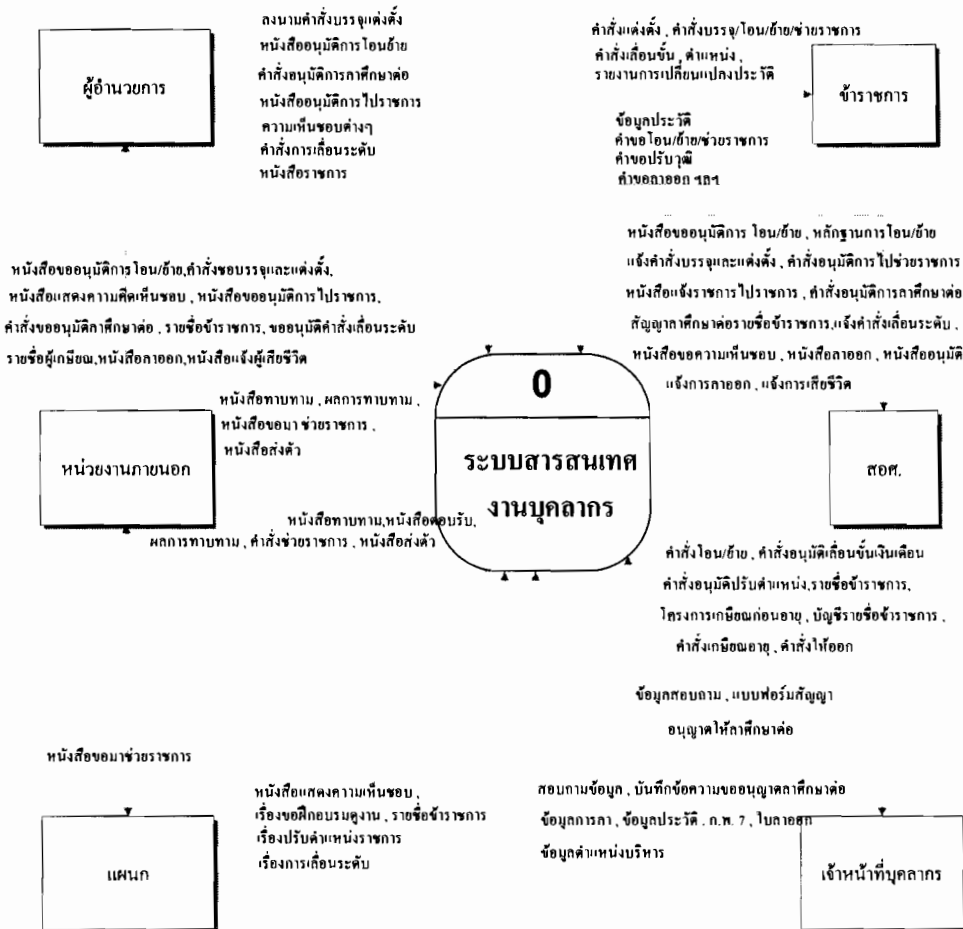 ผู้อำนวยการ
ลงนามคำสั่งบรรจุแต่งตั้ง
หนังสืออนุมัติการโอนย้าย
คำสั่งอนุมัติการลาศึกษาต่อ
หนังสืออนุมัติการไปราชการ
ความเห็นชอบต่างๆ
คำสั่งการเลื่อนระดับ
หนังสือราชการ
คำสั่งแต่งตั้ง , คำสั่งบรรจุ/โอน/ย้าย/ช่วยราชการ
คำสั่งเลื่อนขั้น , ตำแหน่ง ,
รายงานการเปลี่ยนแปลงประวัติ
ข้าราชการ
ข้อมูลประวัติ
คำขอโอน/ย้าย/ช่วยราชการ
คำขอปรับวุฒิ
คำขอลาออก ฯลฯ
หนังสือขออนุมัติการโอน/ย้าย,คำสั่งขอบรรจุและแต่งตั้ง,
หนังสือแสดงความคิดเห็นชอบ , หนังสือขออนุมัติการไปราชการ,
คำสั่งขออนุมัติลาศึกษาต่อ , รายชื่อข้าราชการ, ขออนุมัติคำสั่งเลื่อนระดับ
รายชื่อผู้เกษียณ,หนังสือลาออก,หนังสือแจ้งผู้เสียชีวิต
หนังสือขออนุมัติการ โอน/ย้าย , หลักฐานการโอน/ย้าย
แจ้งคำสั่งบรรจุและแต่งตั้ง , คำสั่งอนุมัติการไปช่วยราชการ
หนังสือแจ้งราชการไปราชการ , คำสั่งอนุมัติการลาศึกษาต่อ
สัญญาลาศึกษาต่อรายชื่อข้าราชการ,แจ้งคำสั่งเลื่อนระดับ ,
หนังสือขอความเห็นชอบ , หนังสือลาออก , หนังสืออนุมัติ
แจ้งการลาออก , แจ้งการเสียชีวิต
หน่วยงานภายนอก
หนังสือทาบทาม , ผลการทาบทาม ,
หนังสือขอมา ช่วยราชการ ,
หนังสือส่งตัว
0
ระบบสารสนเทศ
งานบุคลากร
สอศ.
หนังสือทาบทาม,หนังสือตอบรับ,
ผลการทาบทาม , คำสั่งช่วยราชการ , หนังสือส่งตัว
คำสั่งโอน/ย้าย , คำสั่งอนุมัติเลื่อนขั้นเงินเดือน
คำสั่งอนุมัติปรับตำแหน่ง,รายชื่อข้าราชการ,
โครงการเกษียณก่อนอายุ , บัญชีรายชื่อข้าราชการ ,
คำสั่งเกษียณอายุ , คำสั่งให้ออก
ข้อมูลสอบถาม , แบบฟอร์มสัญญา
อนุญาตให้ลาศึกษาต่อ
หนังสือขอมาช่วยราชการ
แผนก
หนังสือแสดงความเห็นชอบ ,
เรื่องขอฝึกอบรมดูงาน , รายชื่อข้าราชการ
เรื่องปรับตำแหน่งราชการ
เรื่องการเลื่อนระดับ
สอบถามข้อมูล , บันทึกข้อความขออนุญาตลาศึกษาต่อ
ข้อมูลการลา , ข้อมูลประวัติ . ก.พ. 7 , ใบลาออก
ข้อมูลตำแหน่งบริหาร
เจ้าหน้าที่บุคลากร